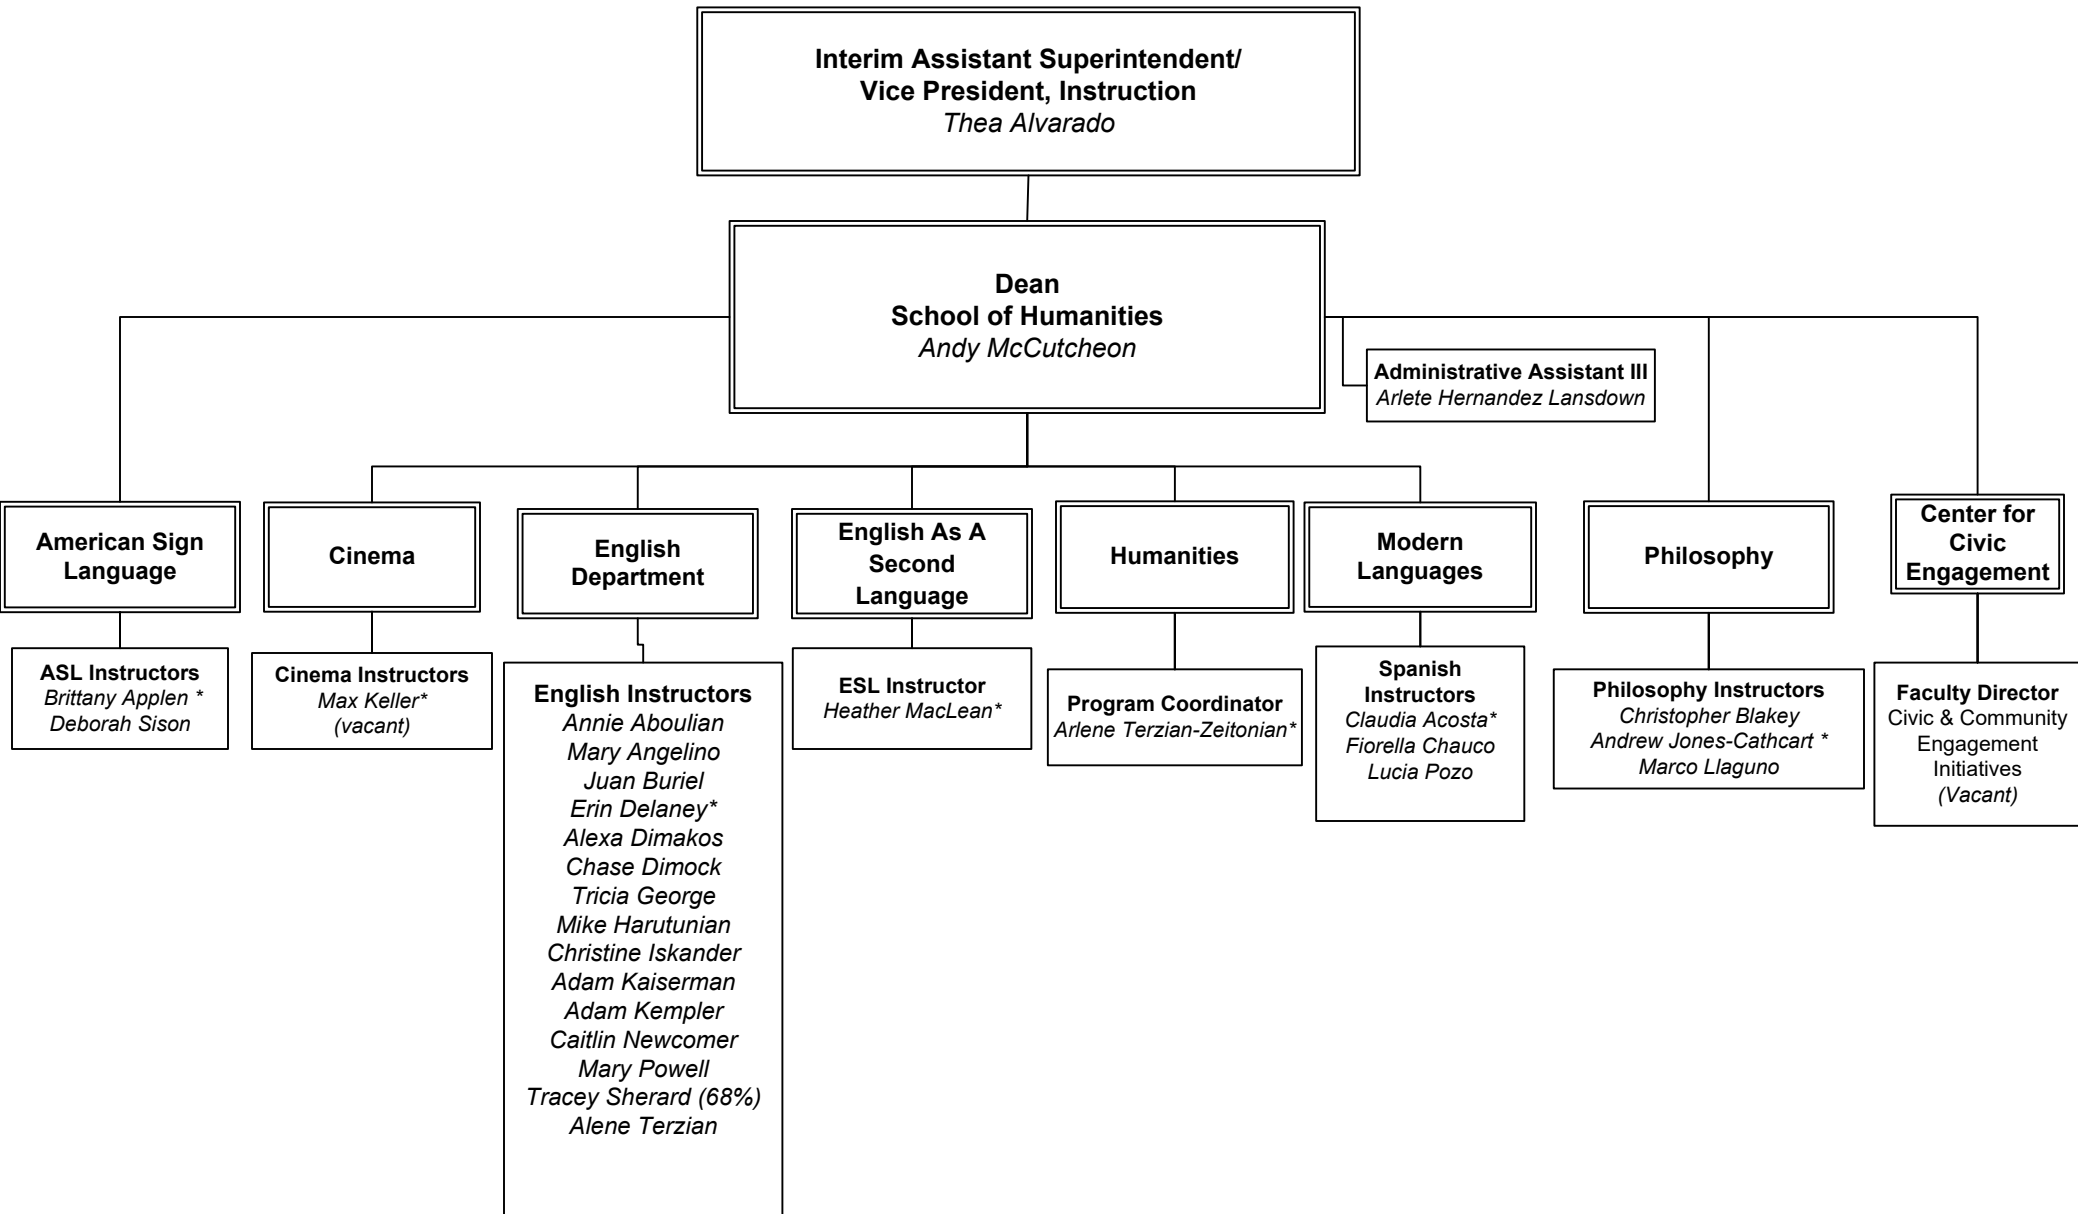 Interim Assistant Superintendent/
Vice President, Instruction
Thea Alvarado
Dean
School of Humanities
Andy McCutcheon
Administrative Assistant III
Arlete Hernandez Lansdown
American Sign
Language
ASL Instructors
Brittany Applen *
Deborah Sison
Cinema
Cinema Instructors
Max Keller*
(vacant)
English
Department
English Instructors
Annie Aboulian
Mary Angelino
Juan Buriel
Erin Delaney*
Alexa Dimakos
Chase Dimock
Tricia George
Mike Harutunian
Christine Iskander
Adam Kaiserman
Adam Kempler
Caitlin Newcomer
Mary Powell
Tracey Sherard (68%)
Alene Terzian
English As A
Second
Language
ESL Instructor
Heather MacLean*
Humanities
Program Coordinator
Arlene Terzian-Zeitonian*
Modern
Languages
Spanish
Instructors
Claudia Acosta*
Fiorella Chauco
Lucia Pozo
Philosophy
Philosophy Instructors
Christopher Blakey
Andrew Jones-Cathcart *
Marco Llaguno
Center for
Civic
Engagement
Faculty Director
Civic & Community
Engagement
Initiatives
(Vacant)